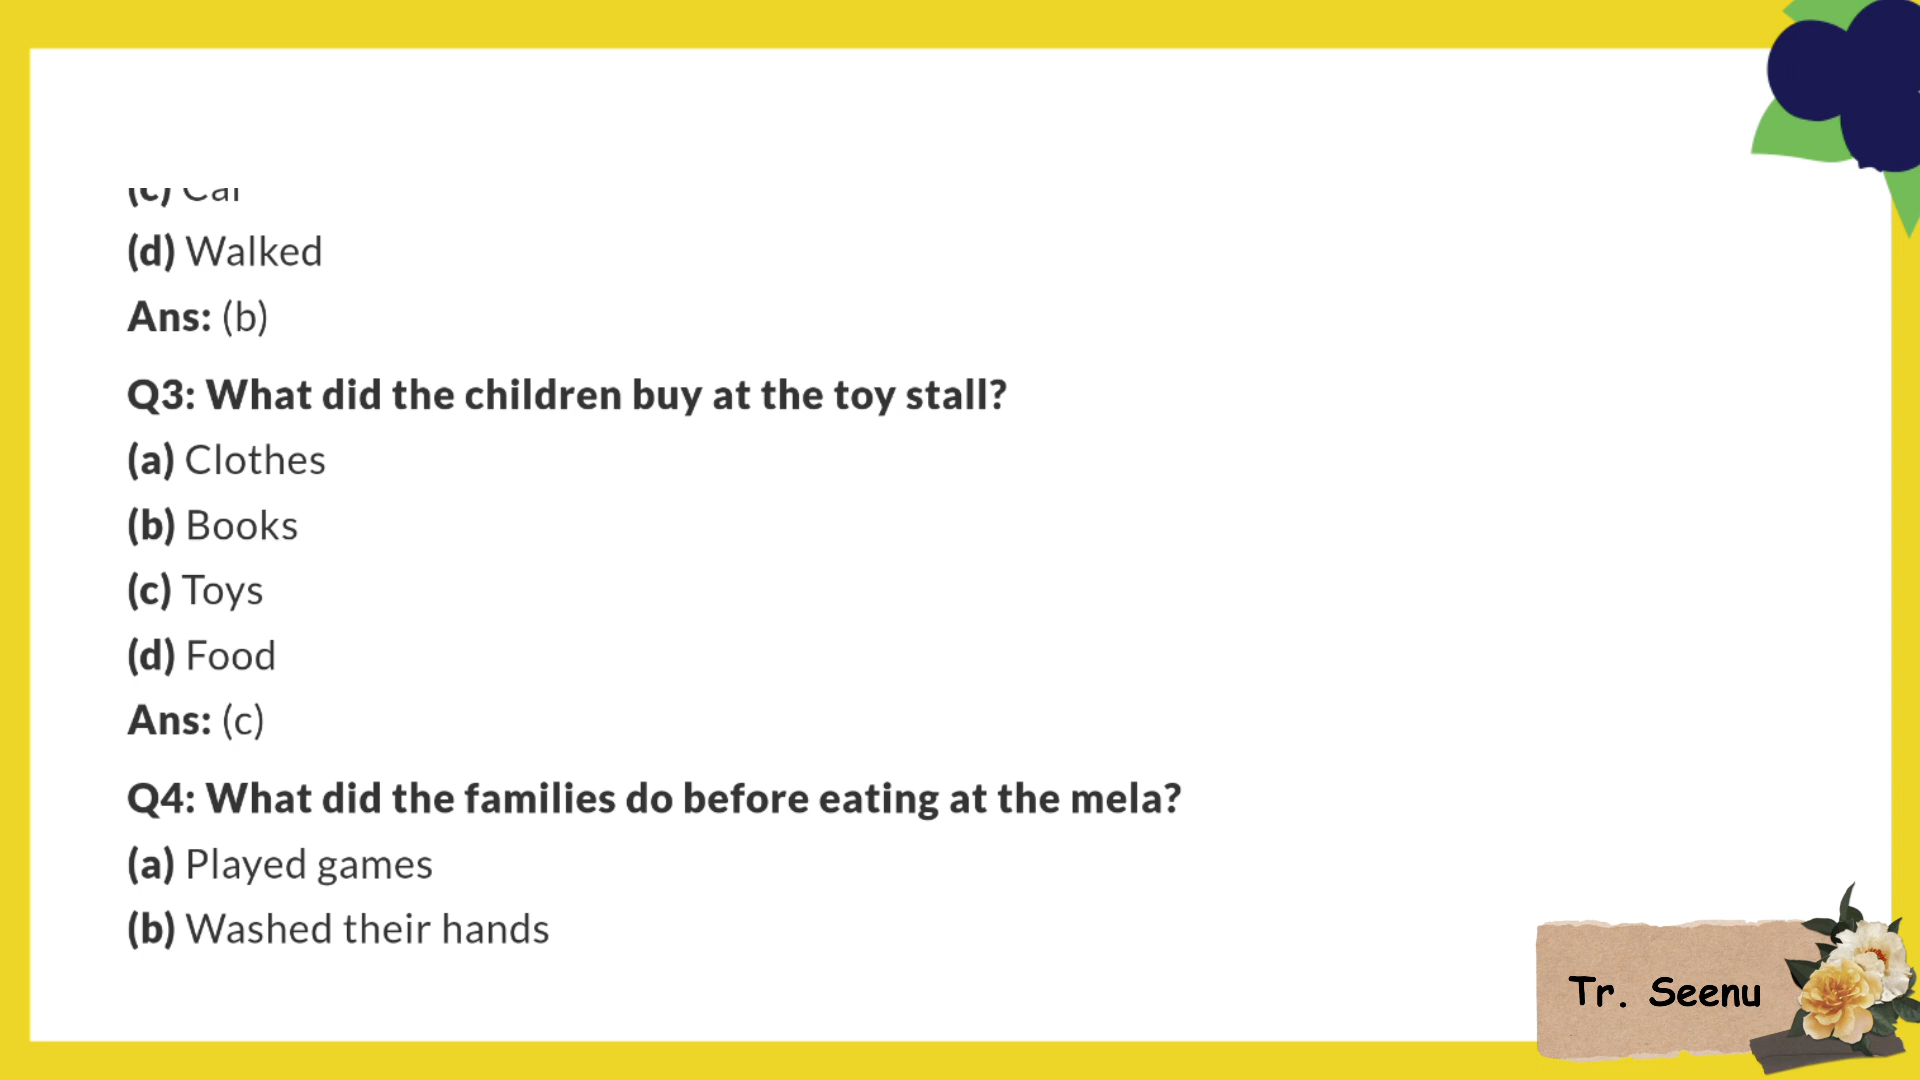 (c) Car
(d) Walked
Ans: (b)
Q3: What did the children buy at the toy stall?
(a) Clothes
(b) Books
(c) Toys
(d) Food
Ans: (c)
Q4: What did the families do before eating at the mela?
(a) Played games
(b) Washed their hands
Tr. Seenu